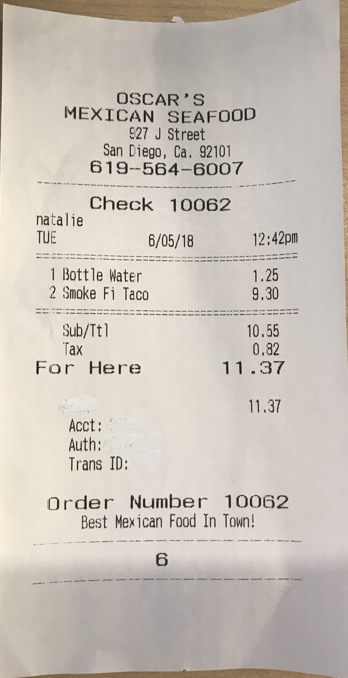 OSCAR'S
MEXICAN SEAFOOD
927 J Street
San Diego, Ca. 92101
619-564-6007
Check 10062
natalie
TUE 6/05/18 12:42pm
1 Bottle Water 1.25
2 Smoke Fi Taco 9.30
Sub/Ttl 10.55
Tax 0.82
For Here 11.37
11.37
Acct:
Auth:
Trans ID:
Order Number 10062
Best Mexican Food In Town!
6